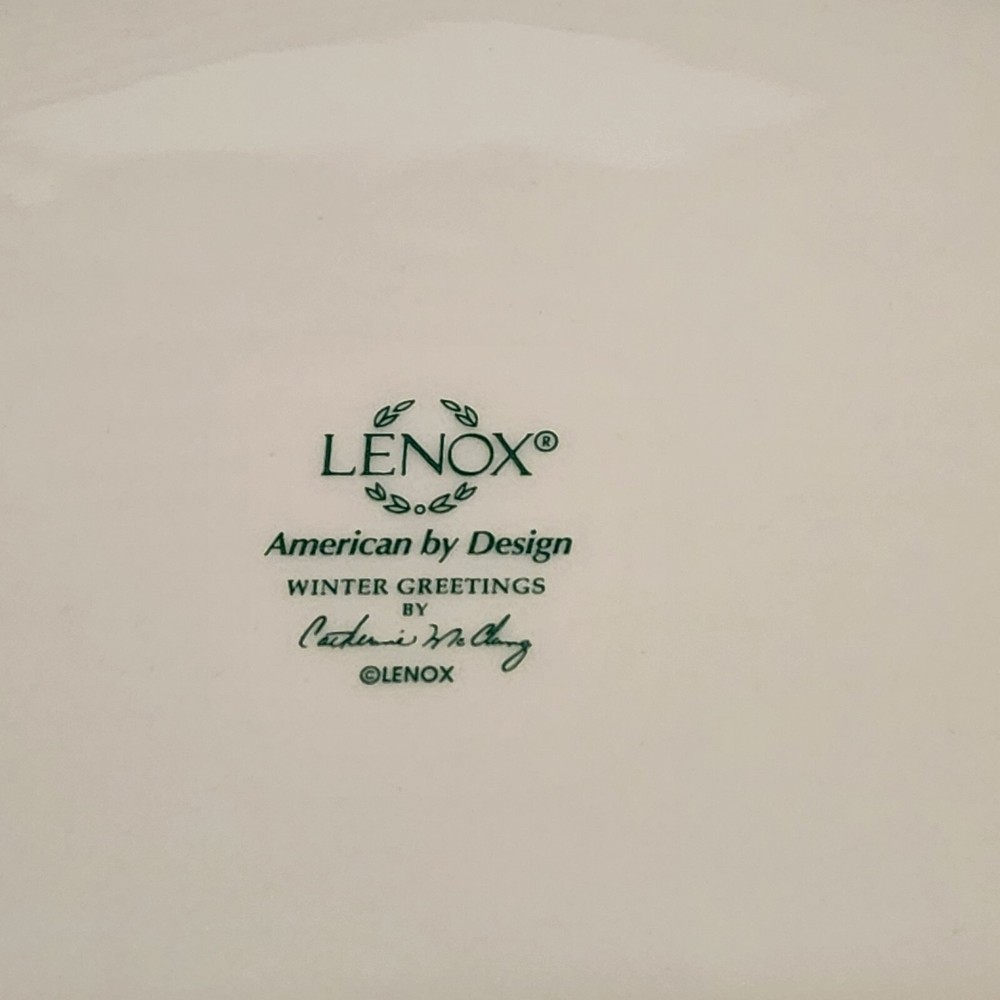 LENOX®
American by Design
WINTER GREETINGS
BY
Catherine McClung
©LENOX